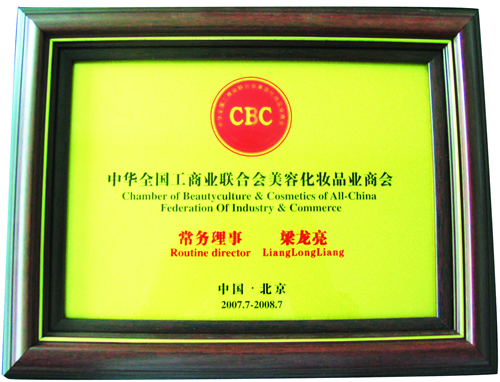 CBC
中华全国工商业联合会美容化妆品业商会
Chamber of Beautyculture & Cosmetics of All-China
Federation Of Industry & Commerce
常务理事 梁龙亮
Routine director LiangLongLiang
中国·北京
2007.7-2008.7